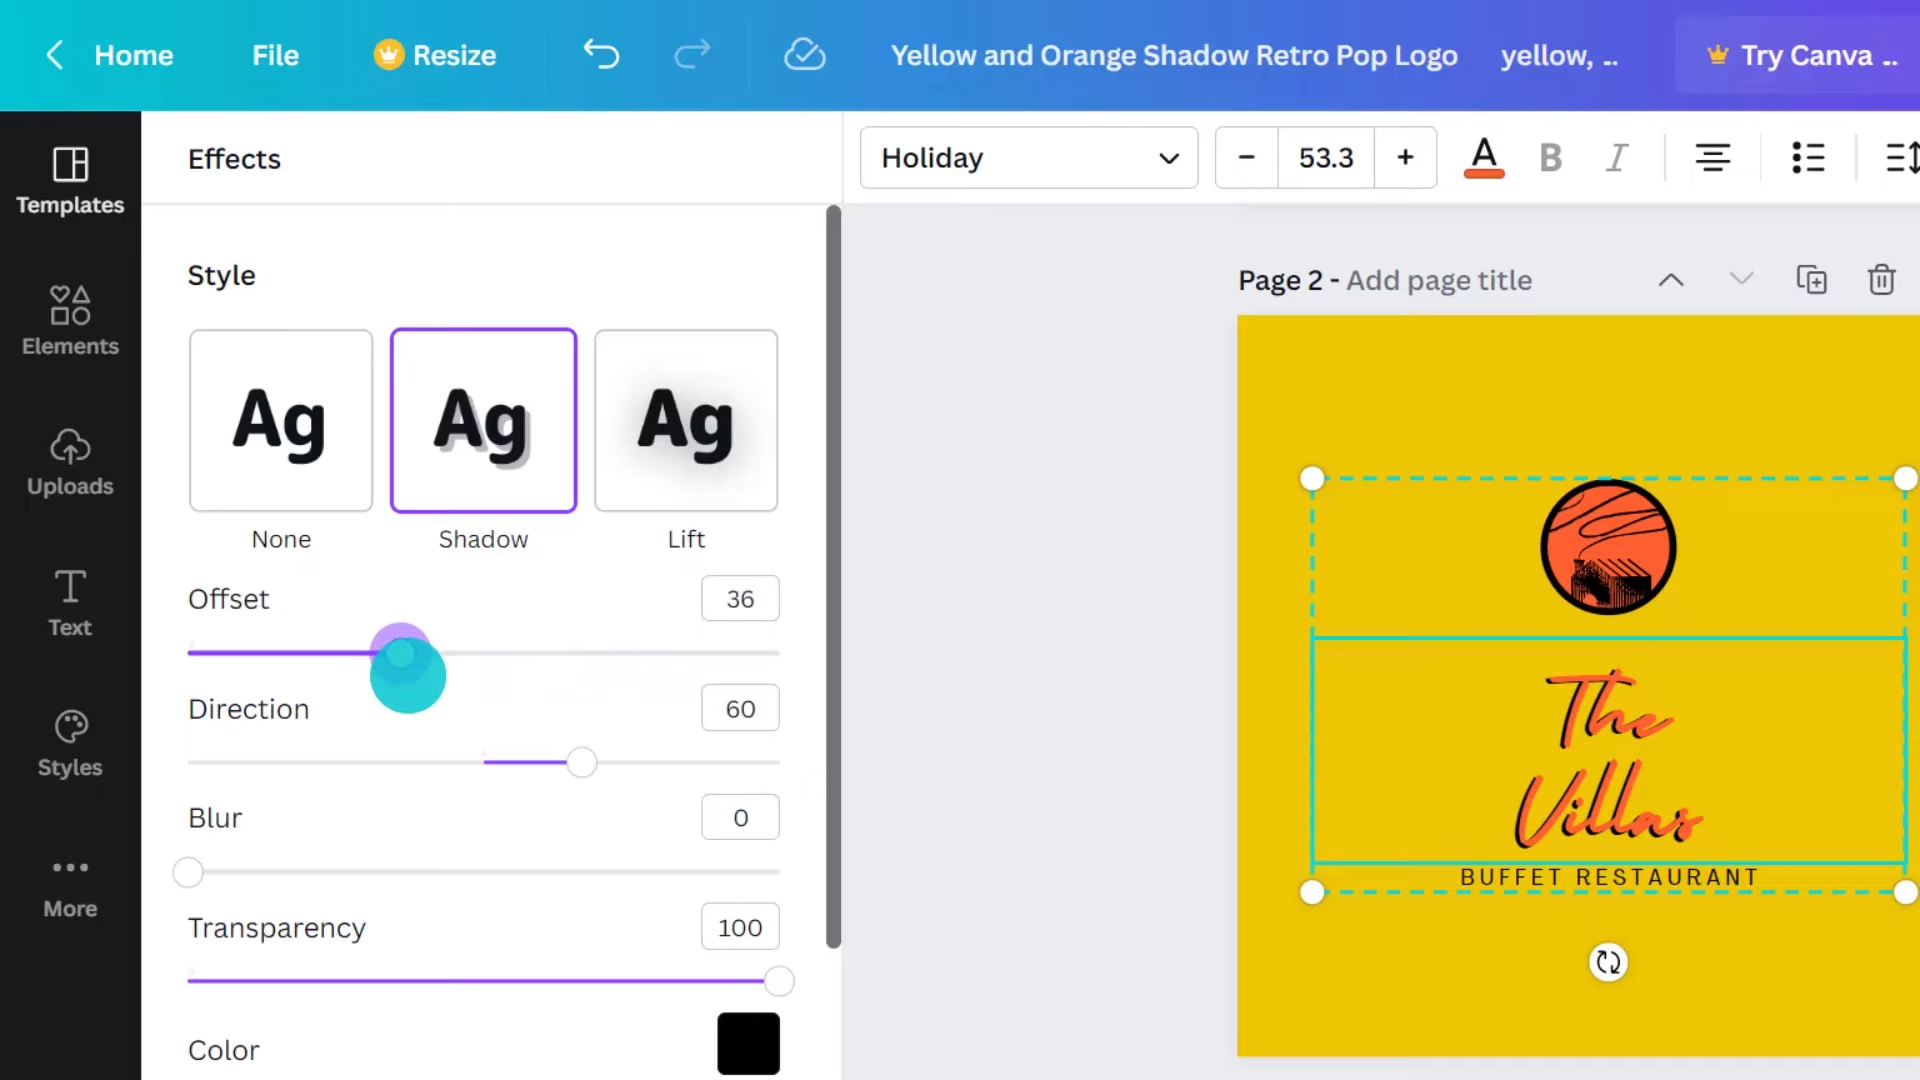 Home File Resize Yellow and Orange Shadow Retro Pop Logo yellow, .. Try Canva ..
Templates
Elements
Uploads
Text
Styles
More
Effects
Holiday - 53.3 + A B I
Style
Ag Ag Ag
None Shadow Lift
Offset 36
Direction 60
Blur 0
Transparency 100
Color
Page 2 - Add page title
The
Villas
BUFFET RESTAURANT